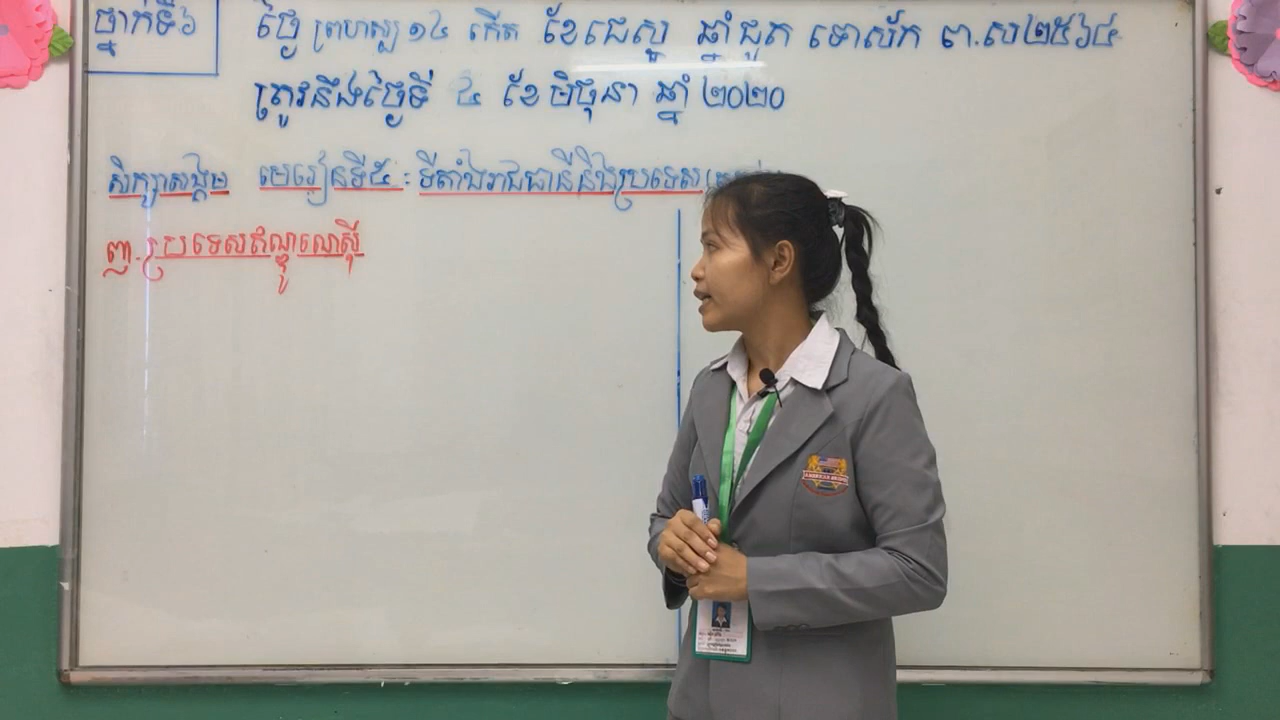 ថ្នាក់ទី៦
ថ្ងៃ ព្រហស្ប ១៤ កើត ខែជេស្ឋ ឆ្នាំជូត ទោស័ក ព.ស២៥៦៤
ត្រូវនឹងថ្ងៃទី ៤ ខែ មិថុនា ឆ្នាំ ២០២០
សិក្សាសង្គម មេរៀនទី៥ : ទីតាំងរាជធានីនិងប្រទេស
ញ. ប្រទេសឥណ្ឌូណេស៊ី
AMERICAN BRIDGE